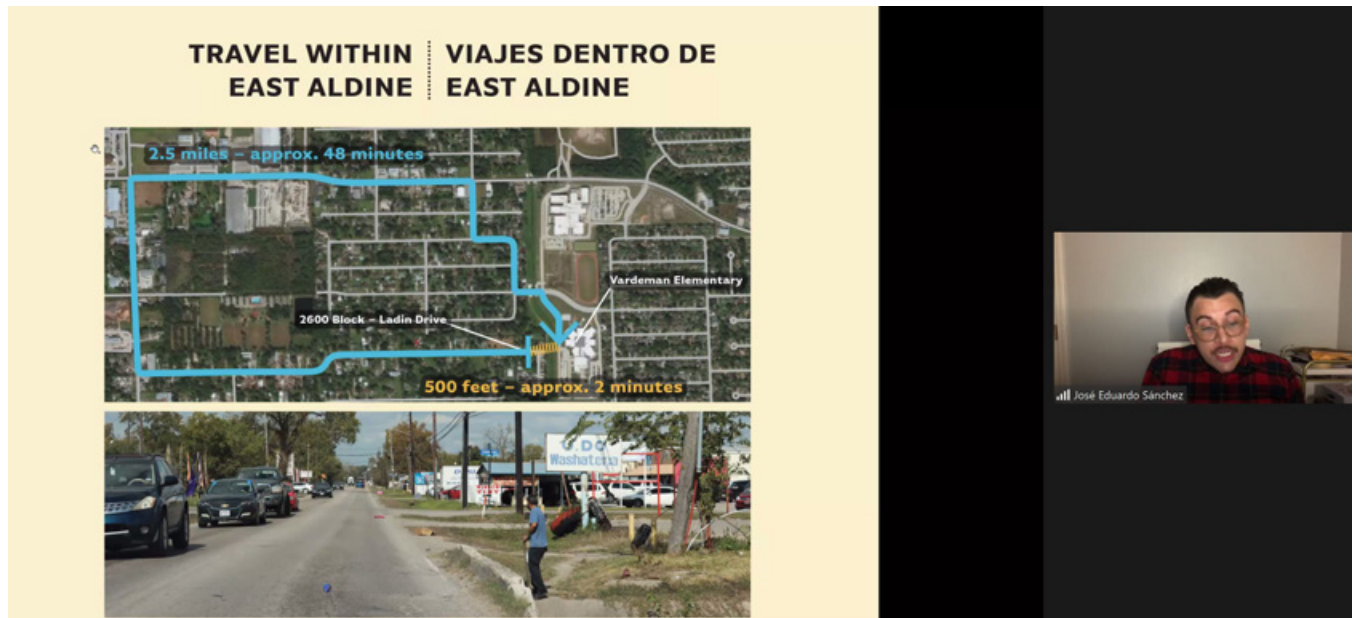 TRAVEL WITHIN
EAST ALDINE
VIAJES DENTRO DE
EAST ALDINE
2.5 miles – approx. 48 minutes
Vardeman Elementary
2600 Block – Ladin Drive
500 feet – approx. 2 minutes
Washateria
José Eduardo Sánchez